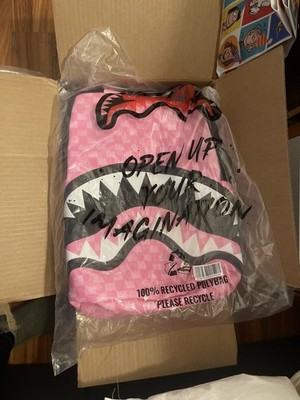 OPEN UP
YOUR
IMAGINATION
100% RECYCLED POLYBAG
PLEASE RECYCLE